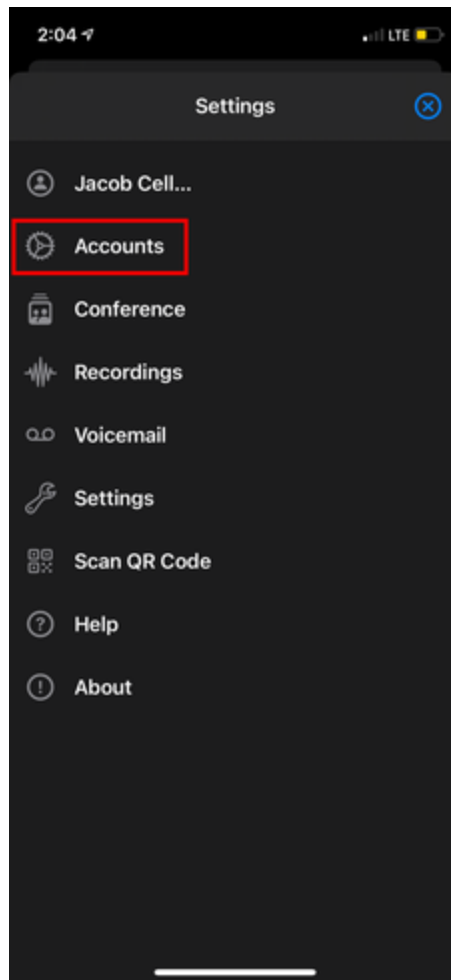 2:04
LTE
Settings
Jacob Cell...
Accounts
Conference
Recordings
Voicemail
Settings
Scan QR Code
Help
About